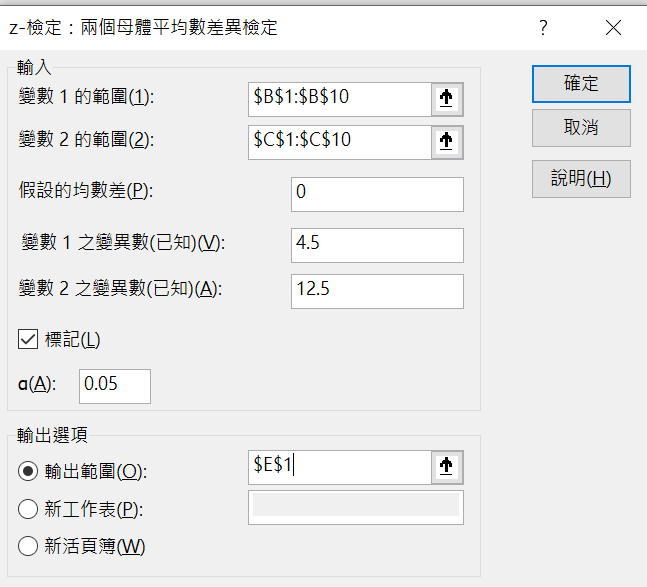 z-檢定：兩個母體平均數差異檢定 ?
輸入
變數 1 的範圍(1): $B$1:$B$10
變數 2 的範圍(2): $C$1:$C$10
假設的均數差(P): 0
變數 1 之變異數(已知)(V): 4.5
變數 2 之變異數(已知)(A): 12.5
標記(L)
α(A): 0.05
確定
取消
說明(H)
輸出選項
輸出範圍(O): $E$1
新工作表(P):
新活頁簿(W)